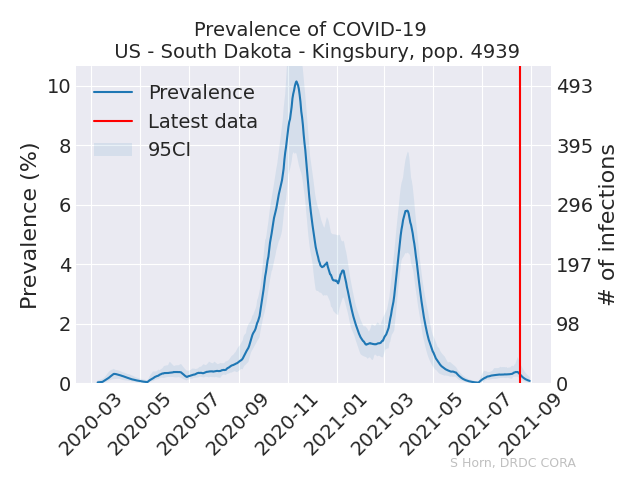 Prevalence of COVID-19
US - South Dakota - Kingsbury, pop. 4939
Prevalence
Latest data
95CI
Prevalence (%)
10
8
6
4
2
0
# of infections
493
395
296
197
98
0
2020-03
2020-05
2020-07
2020-09
2020-11
2021-01
2021-03
2021-05
2021-07
2021-09
S Horn, DRDC CORA